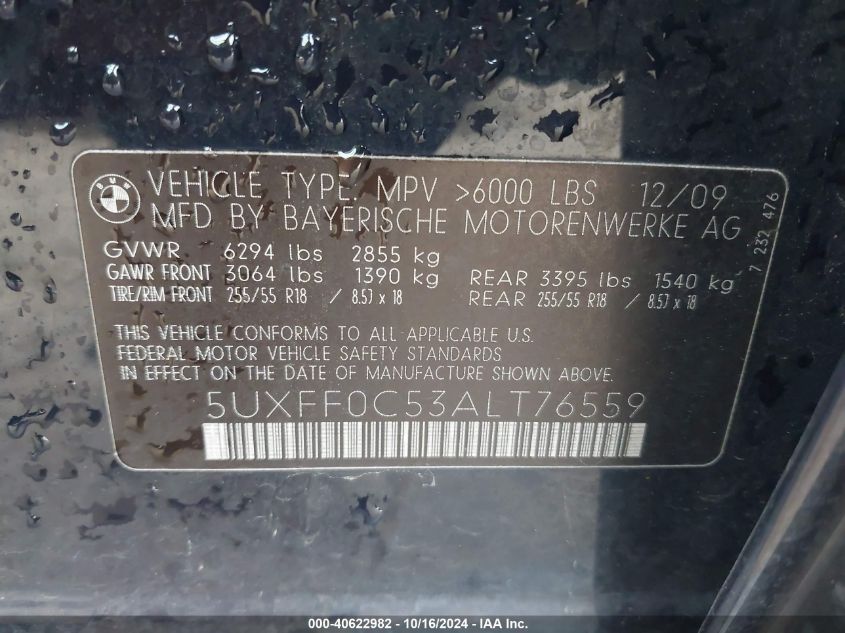 BMW
VEHICLE TYPE: MPV >6000 LBS 12/09
MFD BY BAYERISCHE MOTORENWERKE AG
GVWR 6294 lbs 2855 kg
GAWR FRONT 3064 lbs 1390 kg REAR 3395 lbs 1540 kg
TIRE/RIM FRONT 255/55 R18 / 8.5J x 18 REAR 255/55 R18 / 8.5J x 18
THIS VEHICLE CONFORMS TO ALL APPLICABLE U.S.
FEDERAL MOTOR VEHICLE SAFETY STANDARDS
IN EFFECT ON THE DATE OF MANUFACTURE SHOWN ABOVE.
5UXFF0C53ALT76559
7 232 476
000-40622982 - 10/16/2024 - IAA Inc.